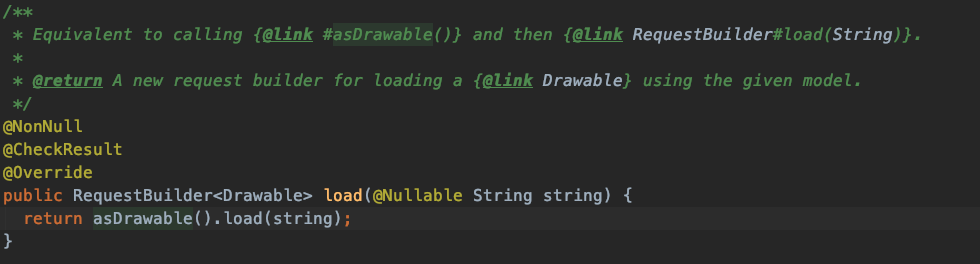 /**
 * Equivalent to calling {@link #asDrawable()} and then {@link RequestBuilder#load(String)}.
 *
 * @return A new request builder for loading a {@link Drawable} using the given model.
 */
@NonNull
@CheckResult
@Override
public RequestBuilder<Drawable> load(@Nullable String string) {
  return asDrawable().load(string);
}